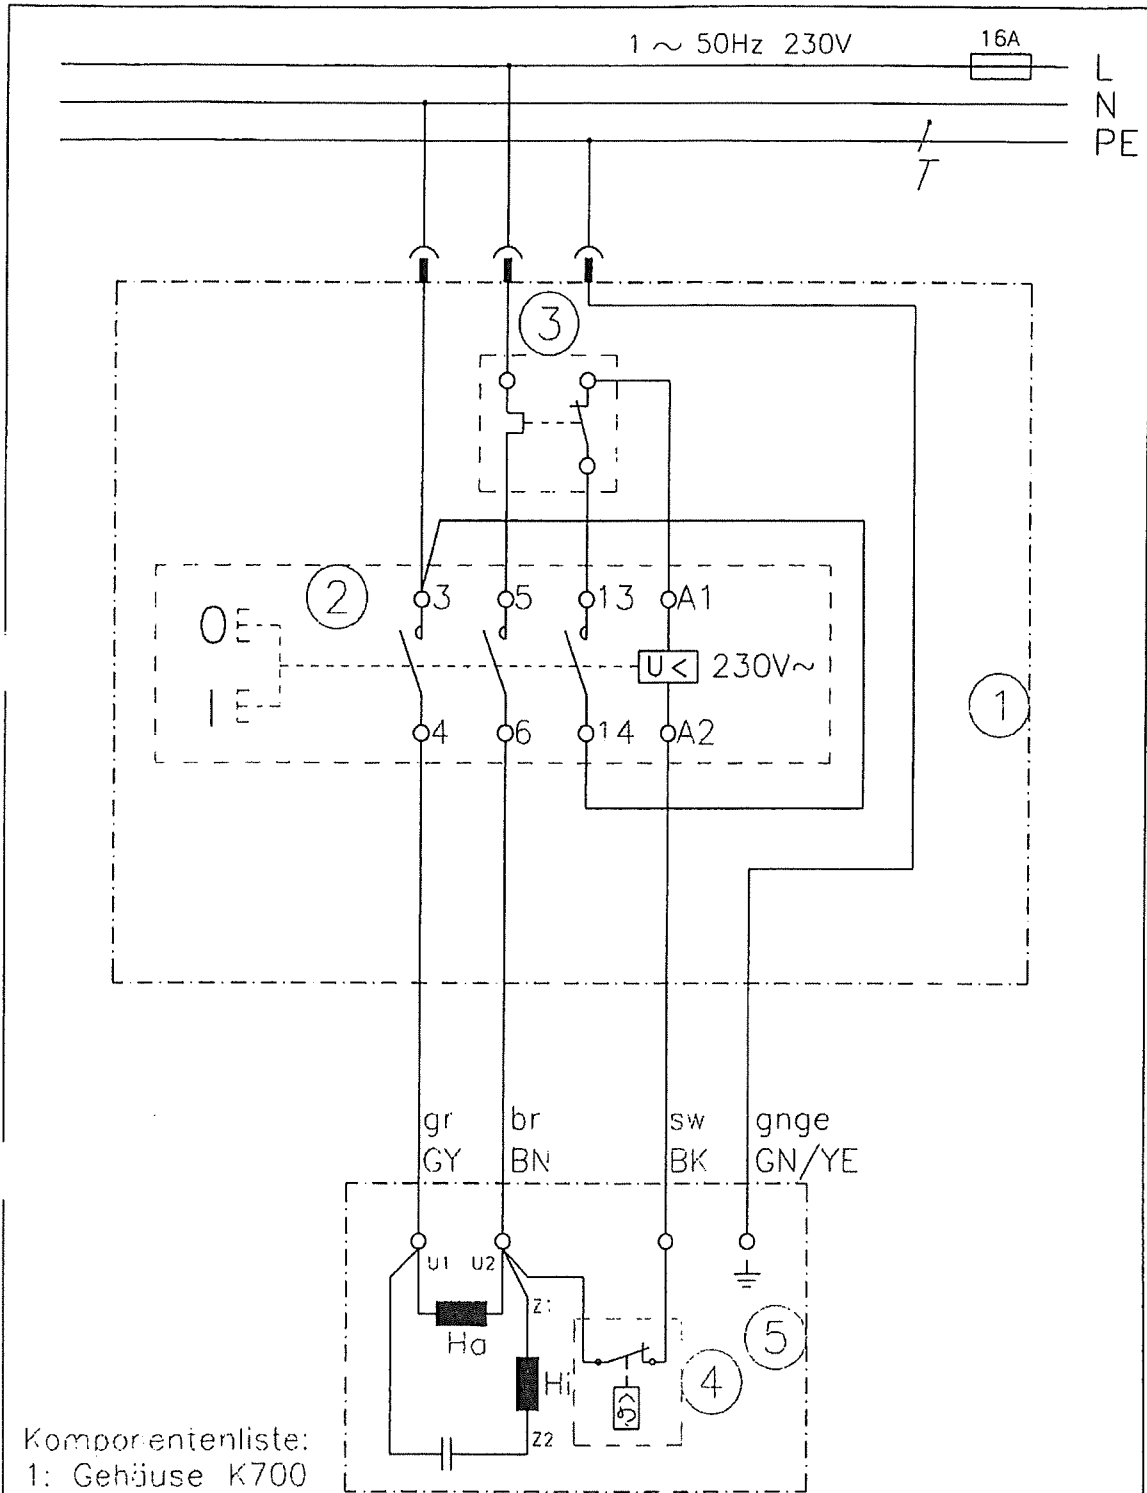 1 ~ 50Hz 230V
16A
L
N
PE
3
2
3
5
13
A1
0
U< 230V~
I
1
4
6
14
A2
gr br sw gnge
GY BN BK GN/YE
U1 U2
Z1
Ha
5
Hi
4
Z2
Komponentenliste:
1: Gehäuse K700